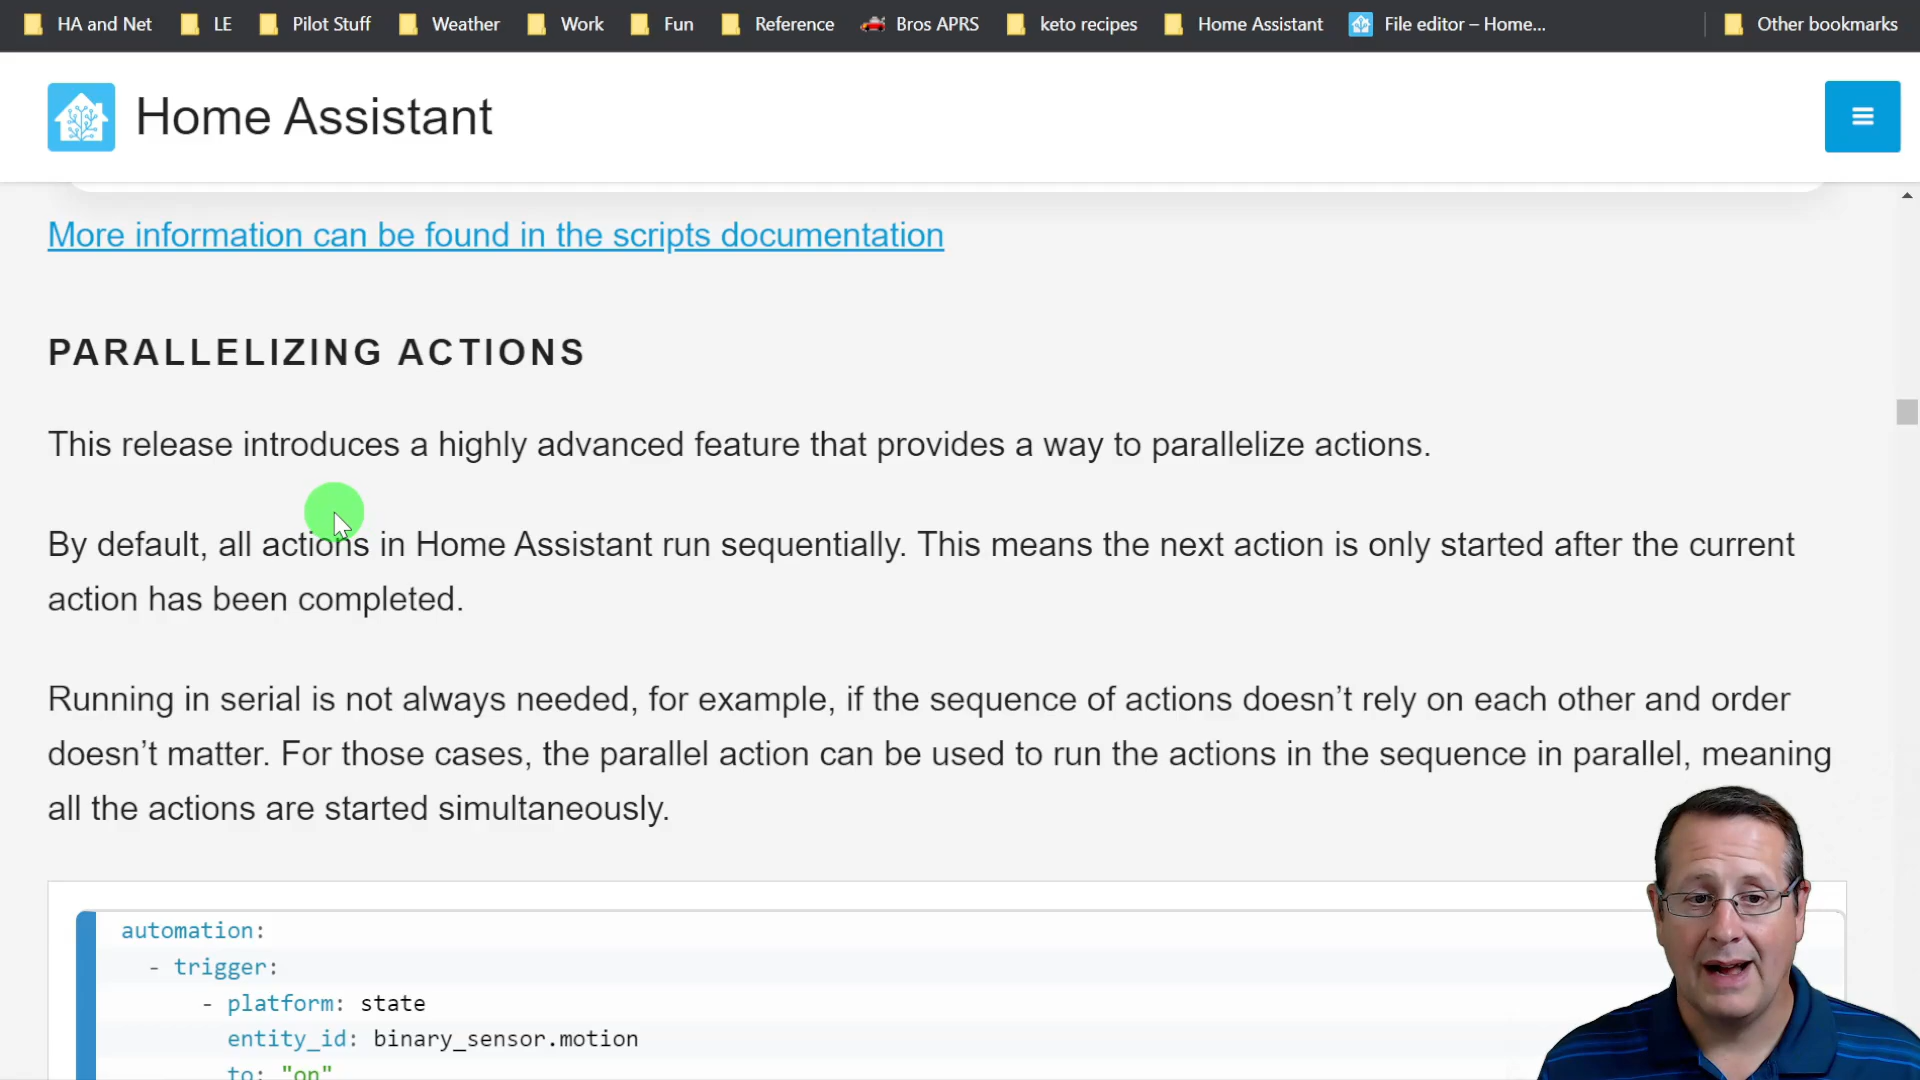 HA and Net LE Pilot Stuff Weather Work Fun Reference Bros APRS keto recipes Home Assistant File editor – Home... Other bookmarks
Home Assistant
More information can be found in the scripts documentation
PARALLELIZING ACTIONS
This release introduces a highly advanced feature that provides a way to parallelize actions.
By default, all actions in Home Assistant run sequentially. This means the next action is only started after the current
action has been completed.
Running in serial is not always needed, for example, if the sequence of actions doesn’t rely on each other and order
doesn’t matter. For those cases, the parallel action can be used to run the actions in the sequence in parallel, meaning
all the actions are started simultaneously.
automation:
- trigger:
- platform: state
entity_id: binary_sensor.motion
to: "on"